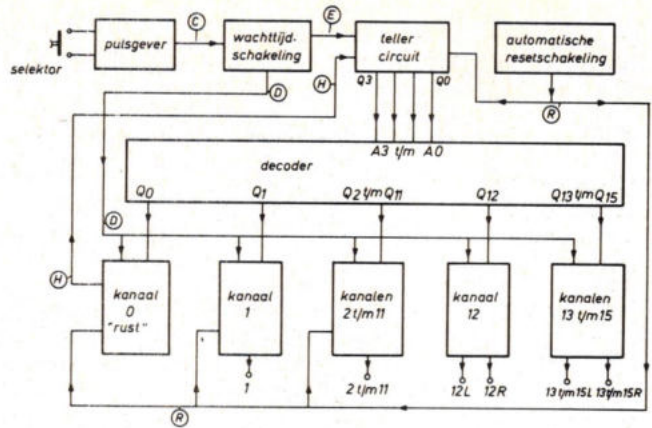 C
E
selektor
pulsgever
wachttijd-
schakeling
teller
circuit
automatische
resetschakeling
D
H
Q3
Q0
R
A3 t/m A0
decoder
Q0
Q1
Q2 t/m Q11
Q12
Q13 t/m Q15
D
H
kanaal
0
"rust"
kanaal
1
kanalen
2 t/m 11
kanaal
12
kanalen
13 t/m 15
1
2 t/m 11
12L
12R
13 t/m 15L
13 t/m 15R
R